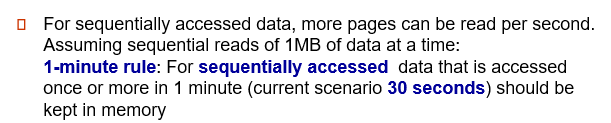 For sequentially accessed data, more pages can be read per second.
Assuming sequential reads of 1MB of data at a time:
1-minute rule: For sequentially accessed  data that is accessed
once or more in 1 minute (current scenario 30 seconds) should be
kept in memory